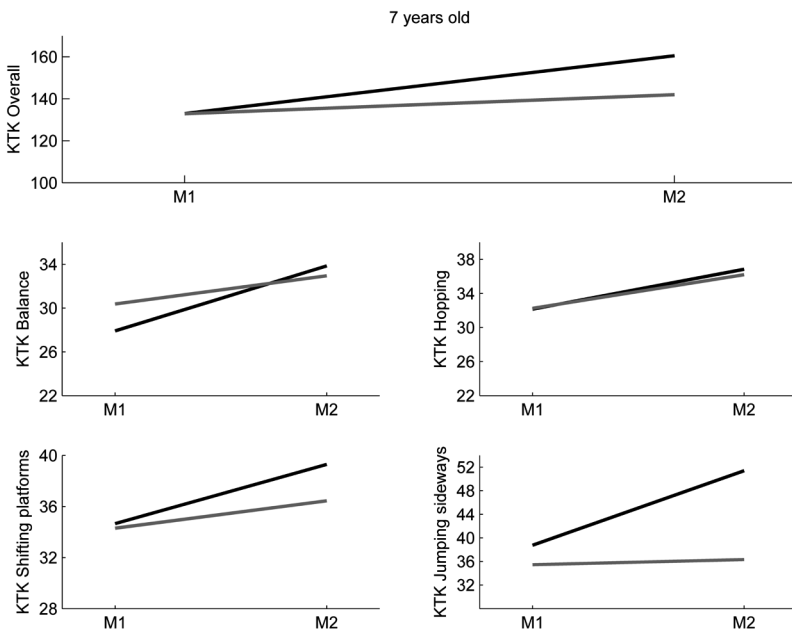 7 years old
KTK Overall
160
140
120
100
M1
M2
KTK Balance
34
30
26
22
M1
M2
KTK Hopping
38
34
30
26
22
M1
M2
KTK Shifting platforms
40
36
32
28
M1
M2
KTK Jumping sideways
52
48
44
40
36
32
M1
M2